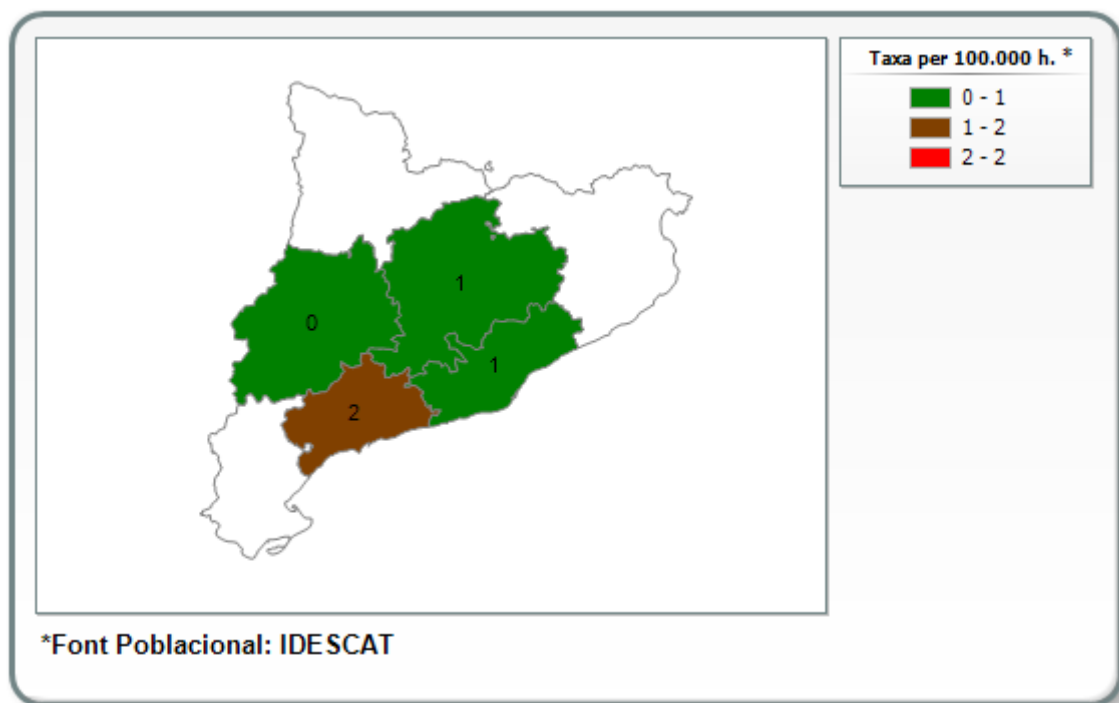 Taxa per 100.000 h. *
0 - 1
1 - 2
2 - 2
1
0
1
2
*Font Poblacional: IDESCAT